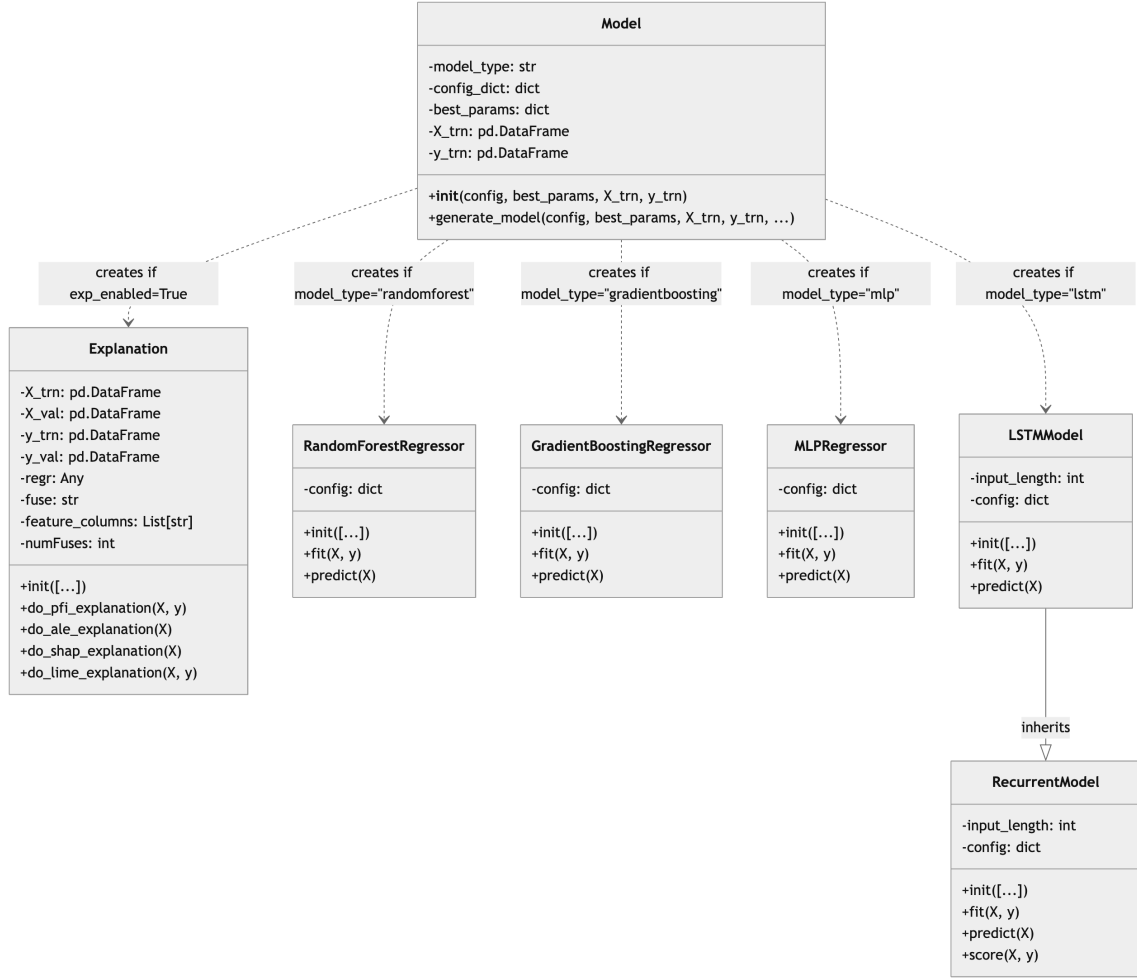 Model
-model_type: str
-config_dict: dict
-best_params: dict
-X_trn: pd.DataFrame
-y_trn: pd.DataFrame
+init(config, best_params, X_trn, y_trn)
+generate_model(config, best_params, X_trn, y_trn, ...)
creates if
exp_enabled=True
creates if
model_type="randomforest"
creates if
model_type="gradientboosting"
creates if
model_type="mlp"
creates if
model_type="lstm"
Explanation
-X_trn: pd.DataFrame
-X_val: pd.DataFrame
-y_trn: pd.DataFrame
-y_val: pd.DataFrame
-regr: Any
-fuse: str
-feature_columns: List[str]
-numFuses: int
+init([...])
+do_pfi_explanation(X, y)
+do_ale_explanation(X)
+do_shap_explanation(X)
+do_lime_explanation(X, y)
RandomForestRegressor
-config: dict
+init([...])
+fit(X, y)
+predict(X)
GradientBoostingRegressor
-config: dict
+init([...])
+fit(X, y)
+predict(X)
MLPRegressor
-config: dict
+init([...])
+fit(X, y)
+predict(X)
LSTMModel
-input_length: int
-config: dict
+init([...])
+fit(X, y)
+predict(X)
inherits
RecurrentModel
-input_length: int
-config: dict
+init([...])
+fit(X, y)
+predict(X)
+score(X, y)